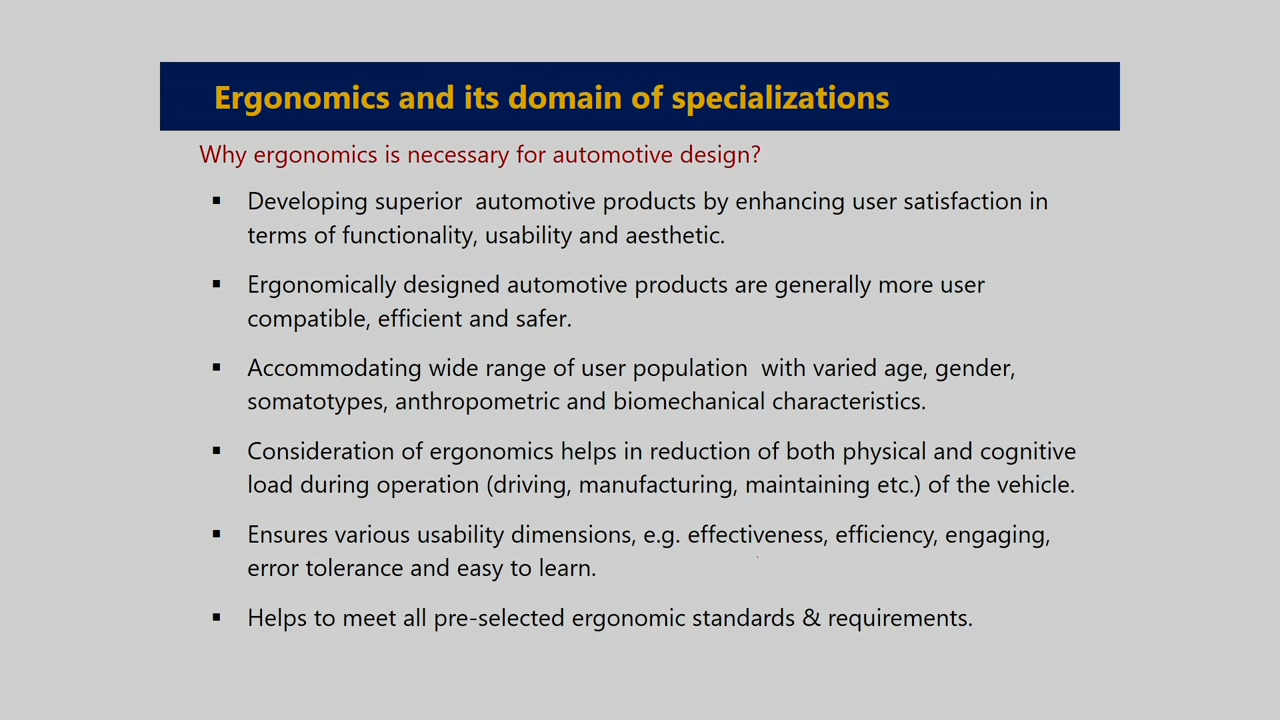 Ergonomics and its domain of specializations
Why ergonomics is necessary for automotive design?
▪ Developing superior  automotive products by enhancing user satisfaction in
terms of functionality, usability and aesthetic.
▪ Ergonomically designed automotive products are generally more user
compatible, efficient and safer.
▪ Accommodating wide range of user population  with varied age, gender,
somatotypes, anthropometric and biomechanical characteristics.
▪ Consideration of ergonomics helps in reduction of both physical and cognitive
load during operation (driving, manufacturing, maintaining etc.) of the vehicle.
▪ Ensures various usability dimensions, e.g. effectiveness, efficiency, engaging,
error tolerance and easy to learn.
▪ Helps to meet all pre-selected ergonomic standards & requirements.